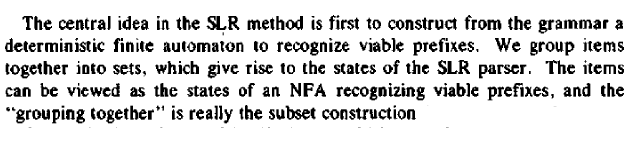 The central idea in the SLR method is first to construct from the grammar a
deterministic finite automaton to recognize viable prefixes. We group items
together into sets, which give rise to the states of the SLR parser. The items
can be viewed as the states of an NFA recognizing viable prefixes, and the
"grouping together" is really the subset construction